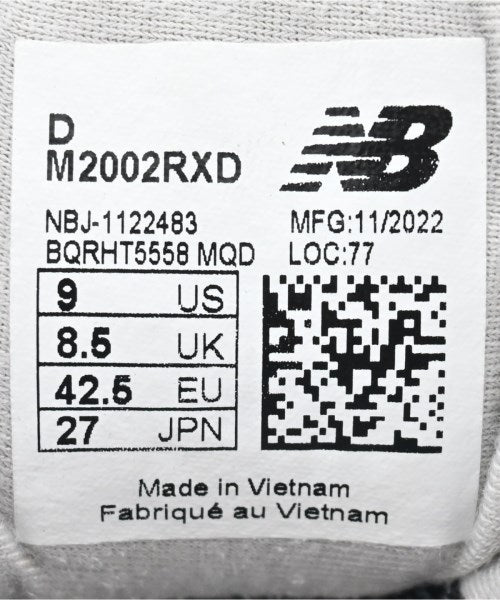 D
M2002RXD
NB
NBJ-1122483
MFG:11/2022
BQRHT5558 MQD
LOC:77
9 US
8.5 UK
42.5 EU
27 JPN
Made in Vietnam
Fabriqué au Vietnam